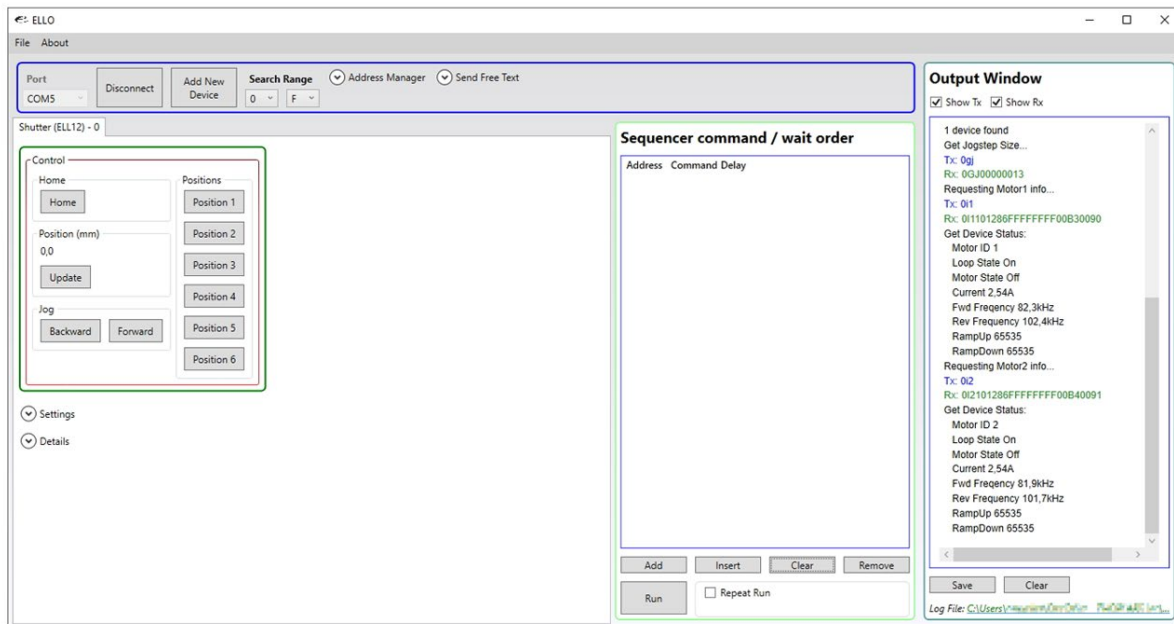 ELLO
File About
Port
COM5
Disconnect
Add New
Device
Search Range
0 F
Address Manager
Send Free Text
Shutter (ELL12) - 0
Control
Home
Home
Position (mm)
0,0
Update
Jog
Backward Forward
Positions
Position 1
Position 2
Position 3
Position 4
Position 5
Position 6
Settings
Details
Sequencer command / wait order
Address Command Delay
Add Insert Clear Remove
Run
Repeat Run
Output Window
Show Tx Show Rx
1 device found
Get Jogstep Size...
Tx: 0gj
Rx: 0GJ00000013
Requesting Motor1 info...
Tx: 0i1
Rx: 0I1101286FFFFFFFF00B30090
Get Device Status:
Motor ID 1
Loop State On
Motor State Off
Current 2,54A
Fwd Freqency 82,3kHz
Rev Frequency 102,4kHz
RampUp 65535
RampDown 65535
Requesting Motor2 info...
Tx: 0i2
Rx: 0I2101286FFFFFFFF00B40091
Get Device Status:
Motor ID 2
Loop State On
Motor State Off
Current 2,54A
Fwd Freqency 81,9kHz
Rev Frequency 101,7kHz
RampUp 65535
RampDown 65535
Save Clear
Log File: C:\Users\